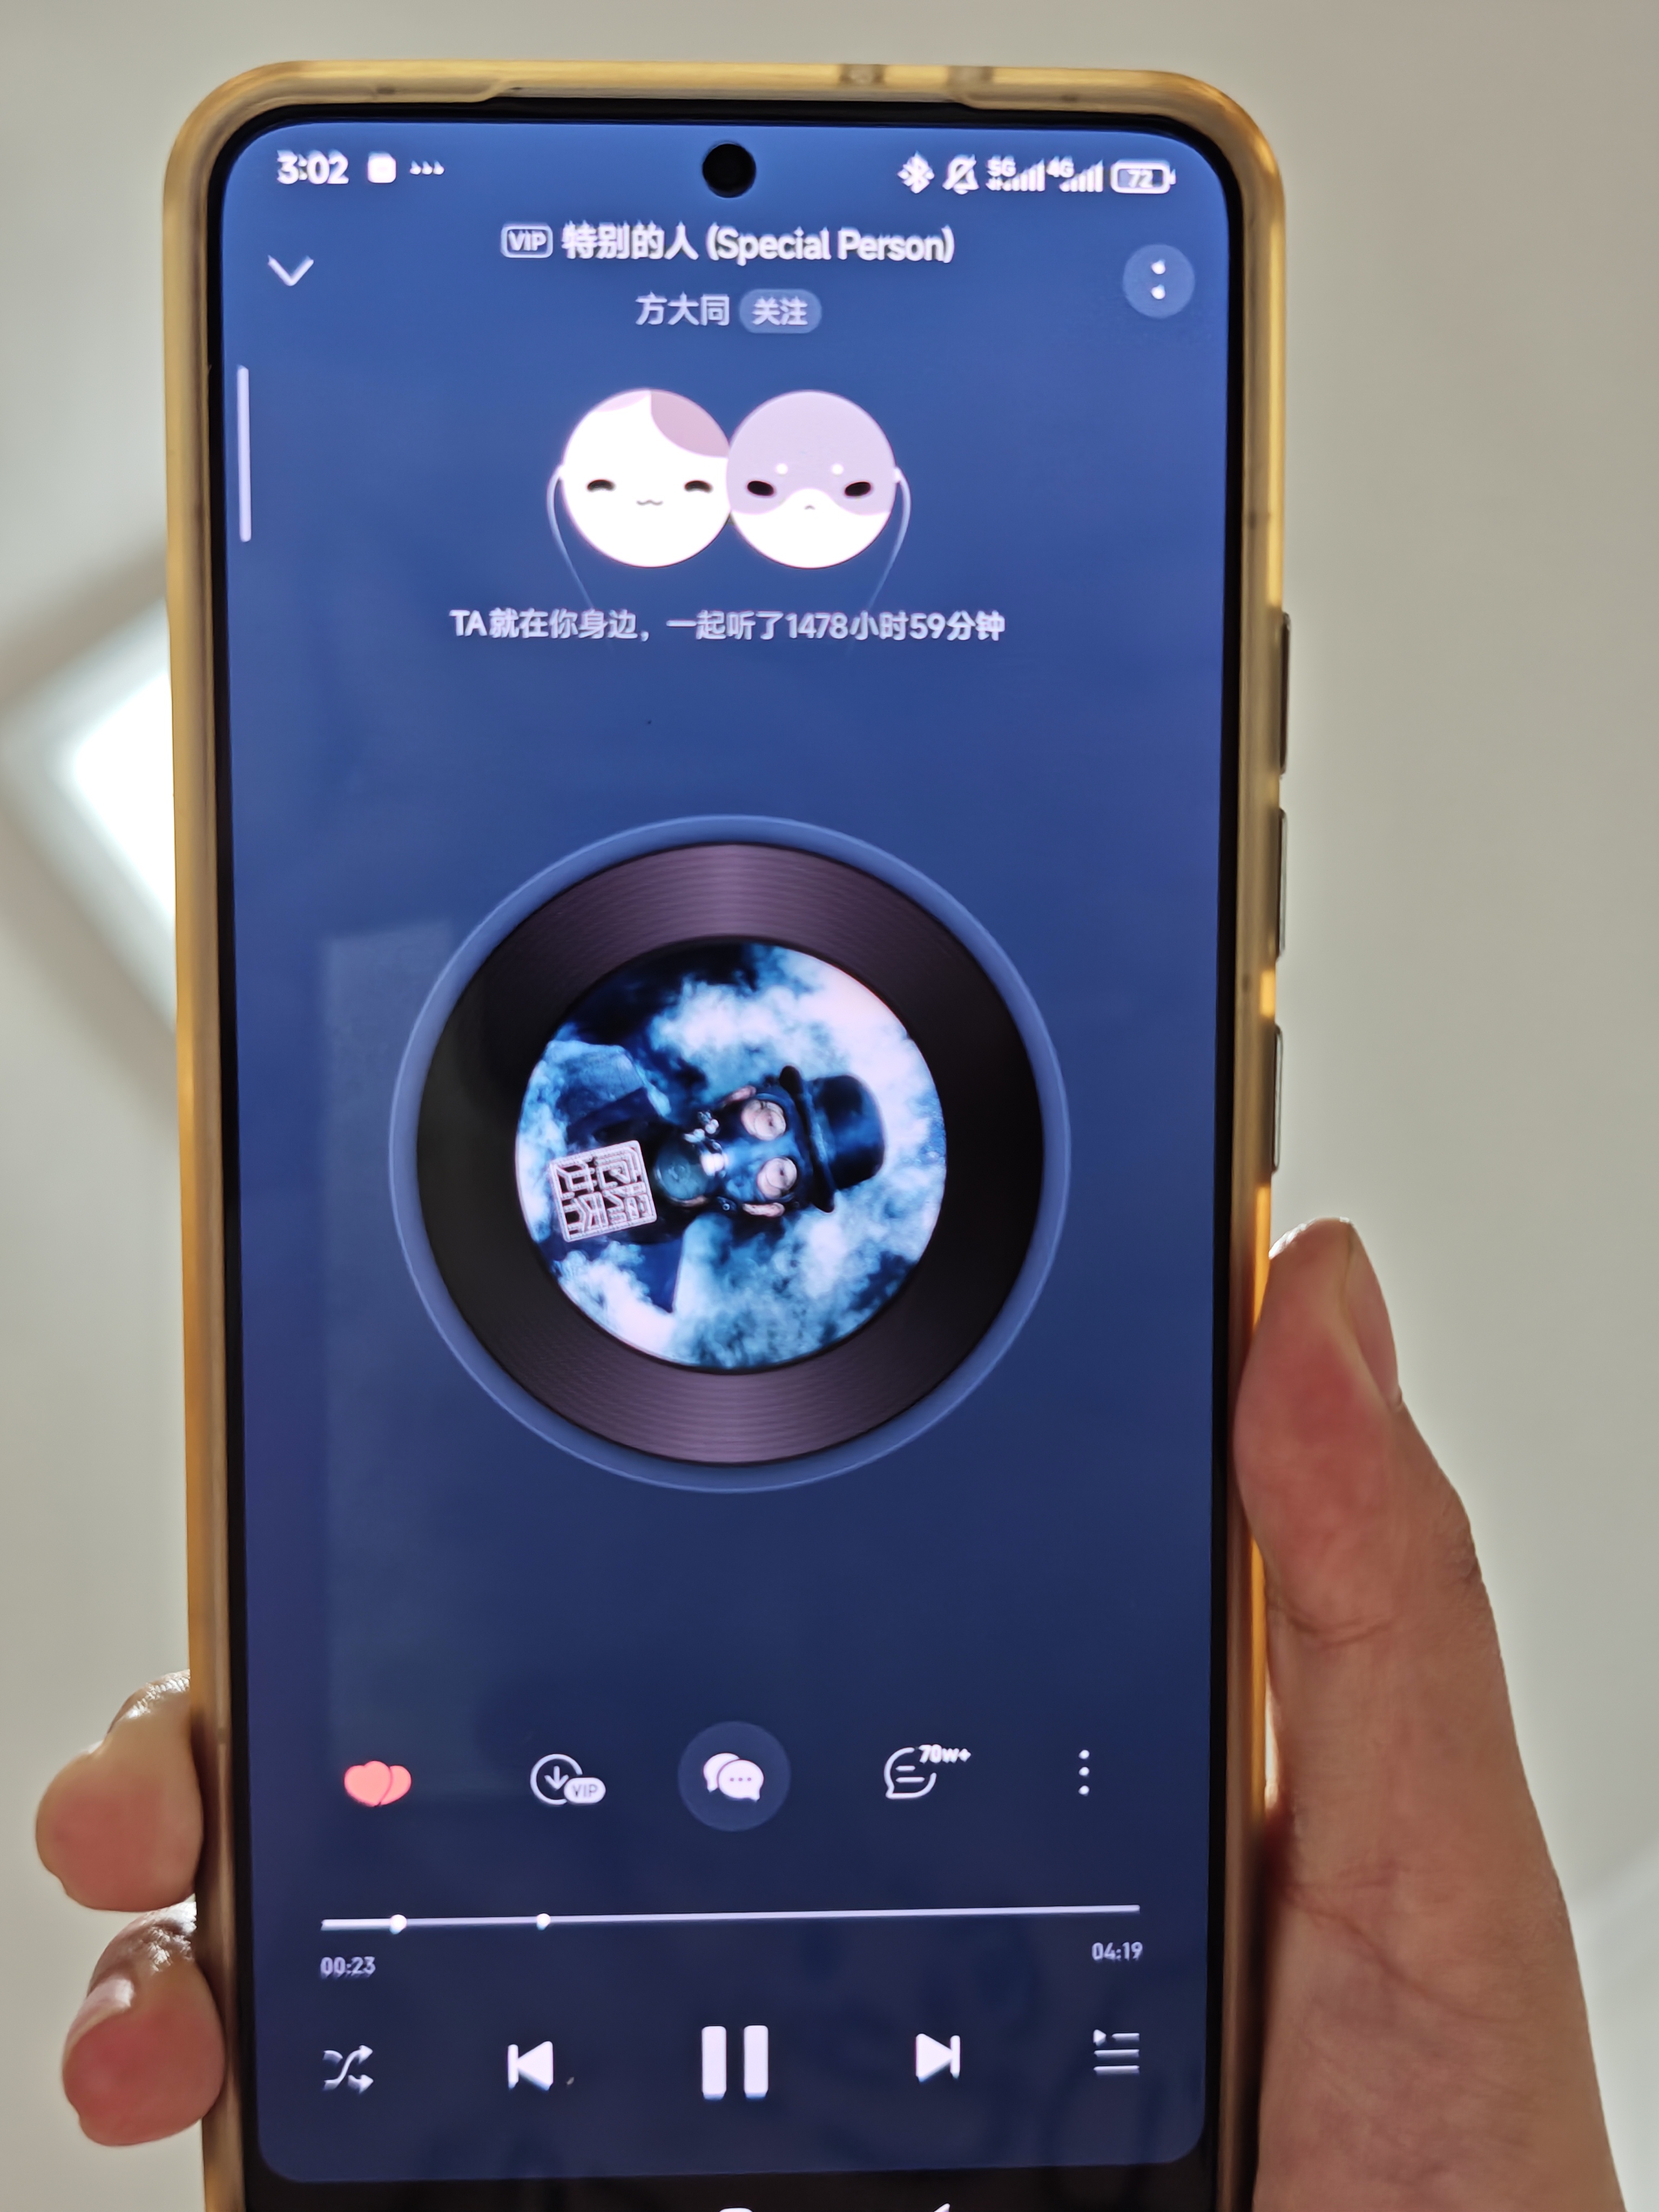 3:02 5G 4G 72
VIP 特别的人 (Special Person)
方大同 关注
TA就在你身边，一起听了1478小时59分钟
VIP 70w+
00:23 04:19